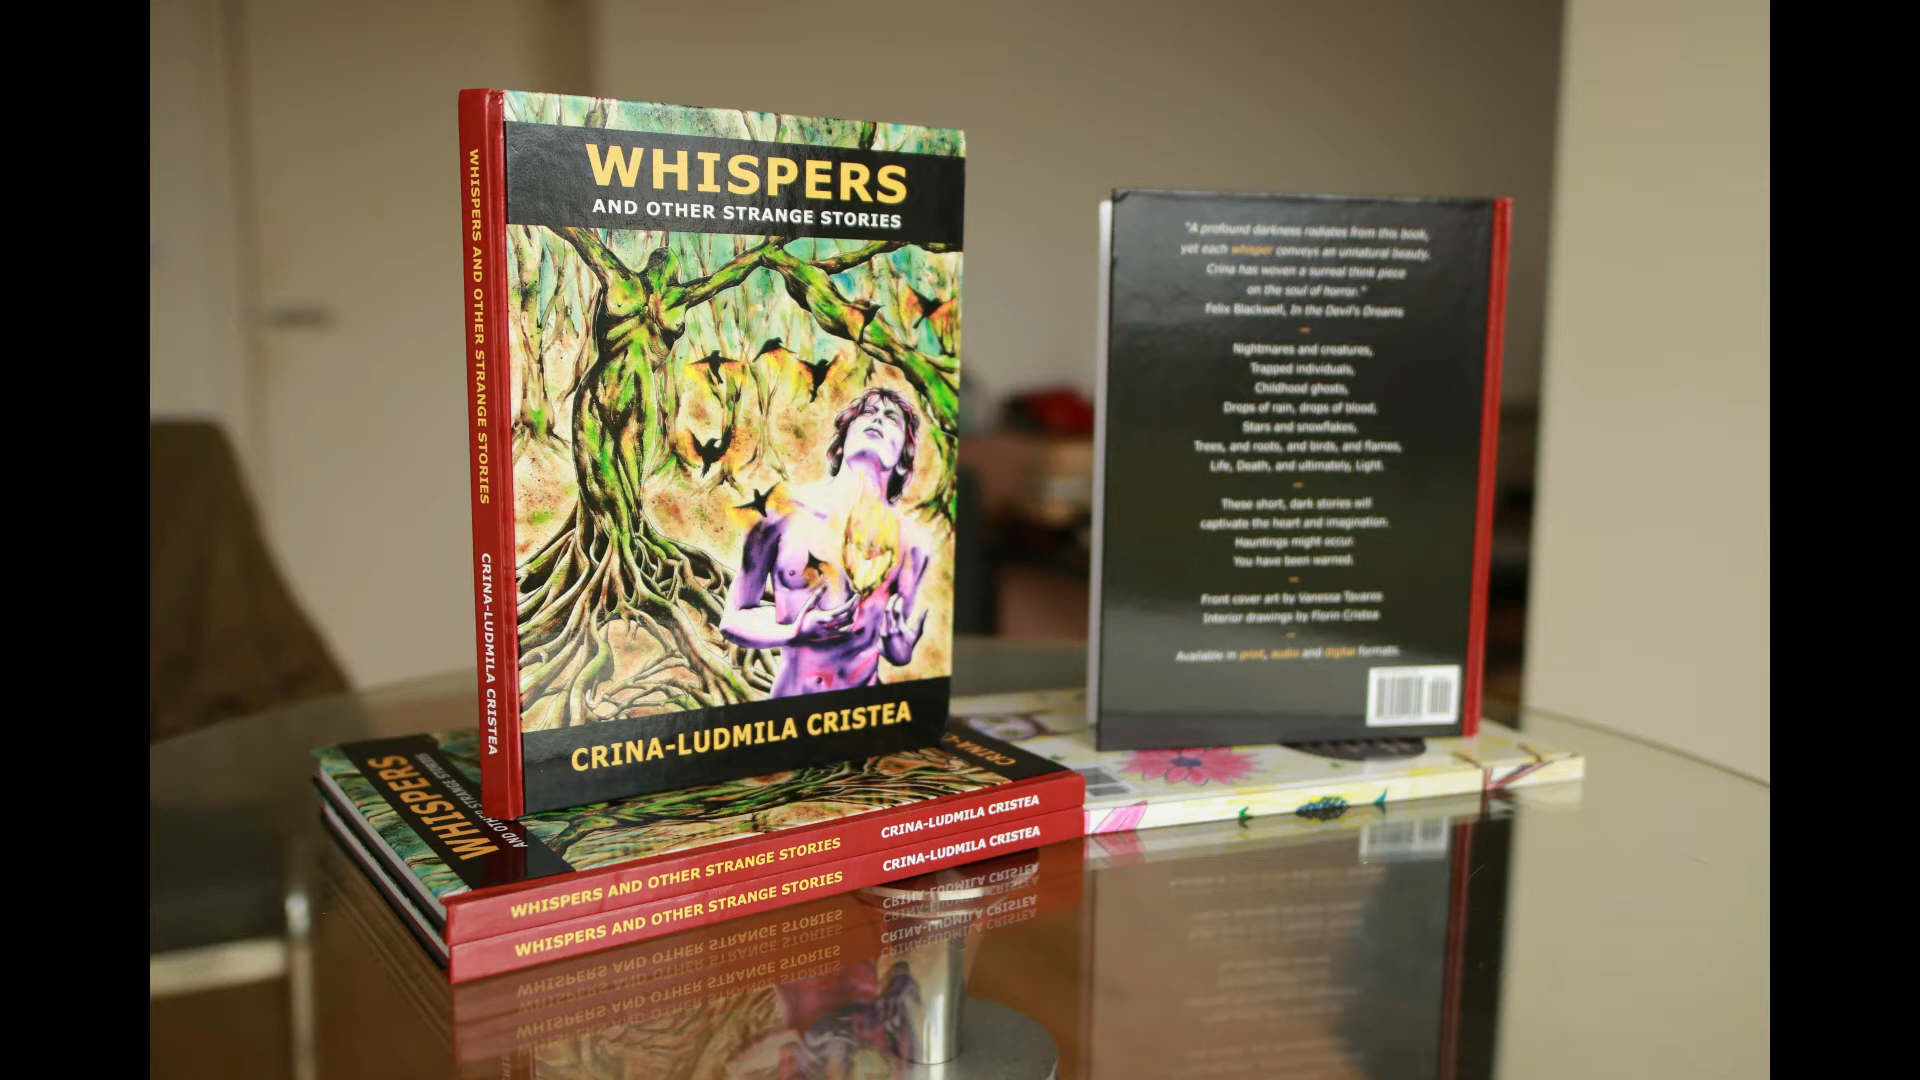 WHISPERS
AND OTHER STRANGE STORIES
CRINA-LUDMILA CRISTEA
WHISPERS AND OTHER STRANGE STORIES
CRINA-LUDMILA CRISTEA
WHISPERS
AND OTHER STRANGE STORIES
CRINA-
WHISPERS AND OTHER STRANGE STORIES
CRINA-LUDMILA CRISTEA
WHISPERS AND OTHER STRANGE STORIES
CRINA-LUDMILA CRISTEA
"A profound darkness radiates from this book,
yet each whisper conveys an unnatural beauty.
Crina has woven a surreal think piece
on the soul of horror."
Felix Blackwell, In the Devil's Dreams
Nightmares and creatures,
Trapped individuals,
Childhood ghosts,
Drops of rain, drops of blood,
Stars and snowflakes,
Trees, and roots, and birds, and flames,
Life, Death, and ultimately, Light.
These short, dark stories will
captivate the heart and imagination.
Hauntings might occur.
You have been warned.
Front cover art by Vanessa Tavares
Interior drawings by Florin Cristea
Available in print, audio and digital formats.